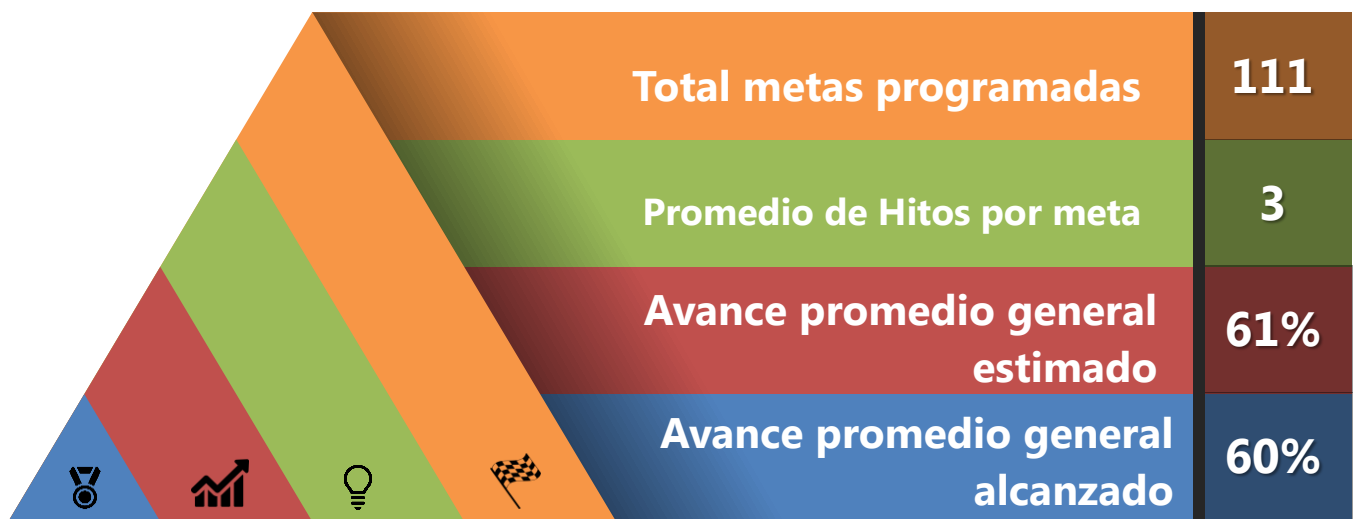 Total metas programadas
111
Promedio de Hitos por meta
3
Avance promedio general
estimado
61%
Avance promedio general
alcanzado
60%